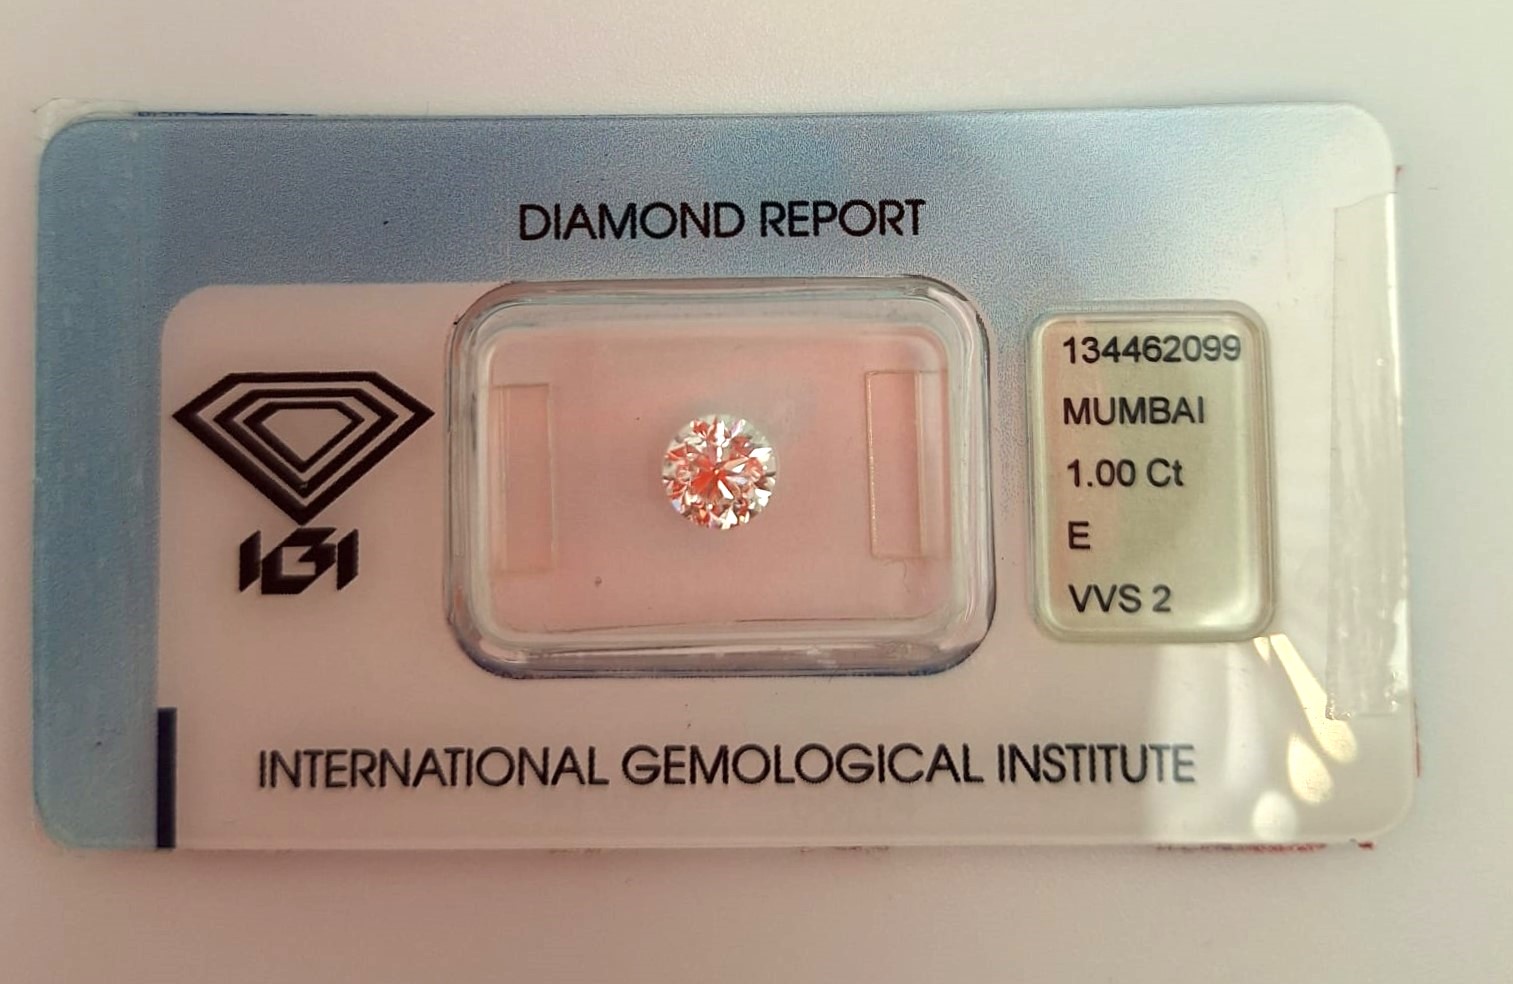 DIAMOND REPORT
IGI
134462099
MUMBAI
1.00 Ct
E
VVS 2
INTERNATIONAL GEMOLOGICAL INSTITUTE